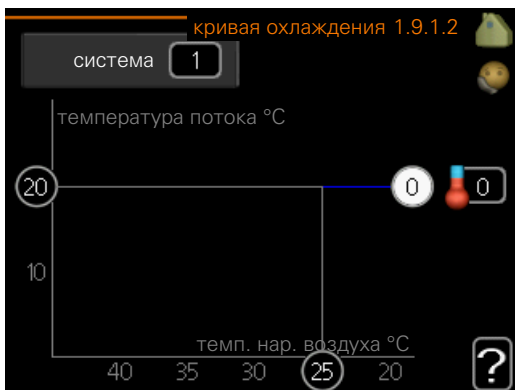 кривая охлаждения 1.9.1.2
система 1
температура потока °C
20
0
0
10
темп. нар. воздуха °C
40 35 30 25 20
?